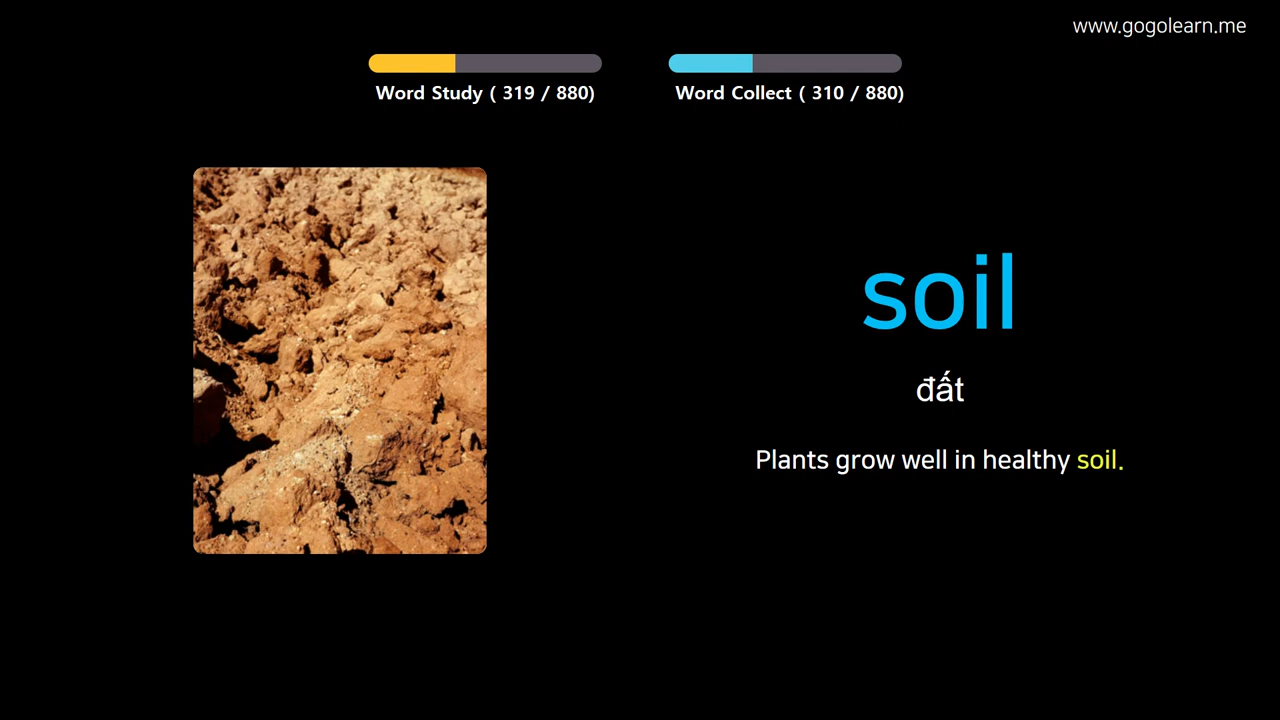 www.gogolearn.me
Word Study ( 319 / 880)
Word Collect ( 310 / 880)
soil
đất
Plants grow well in healthy soil.